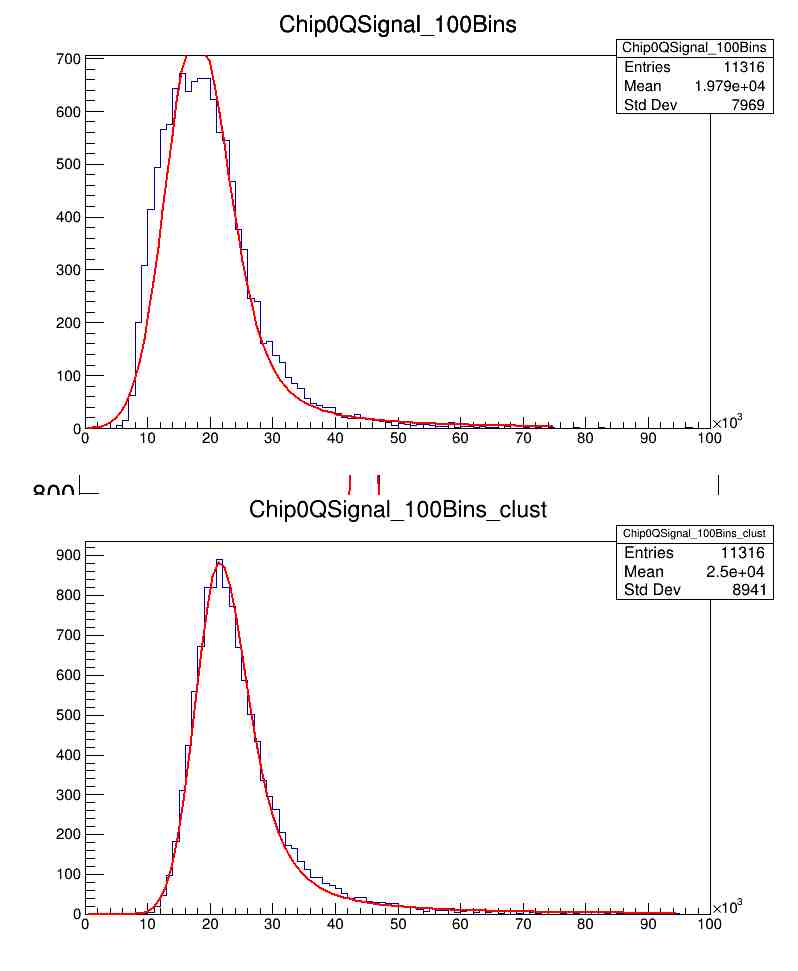 Chip0QSignal_100Bins
Chip0QSignal_100Bins
Entries 11316
Mean 1.979e+04
Std Dev 7969
700
600
500
400
300
200
100
0
0 10 20 30 40 50 60 70 80 90 100
×10³
800
Chip0QSignal_100Bins_clust
Chip0QSignal_100Bins_clust
Entries 11316
Mean 2.5e+04
Std Dev 8941
900
800
700
600
500
400
300
200
100
0
0 10 20 30 40 50 60 70 80 90 100
×10³